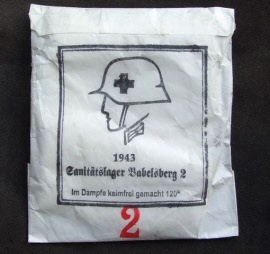 1943
Sanitätslager Babelsberg 2
Im Dampfe keimfrei gemacht 120°
2